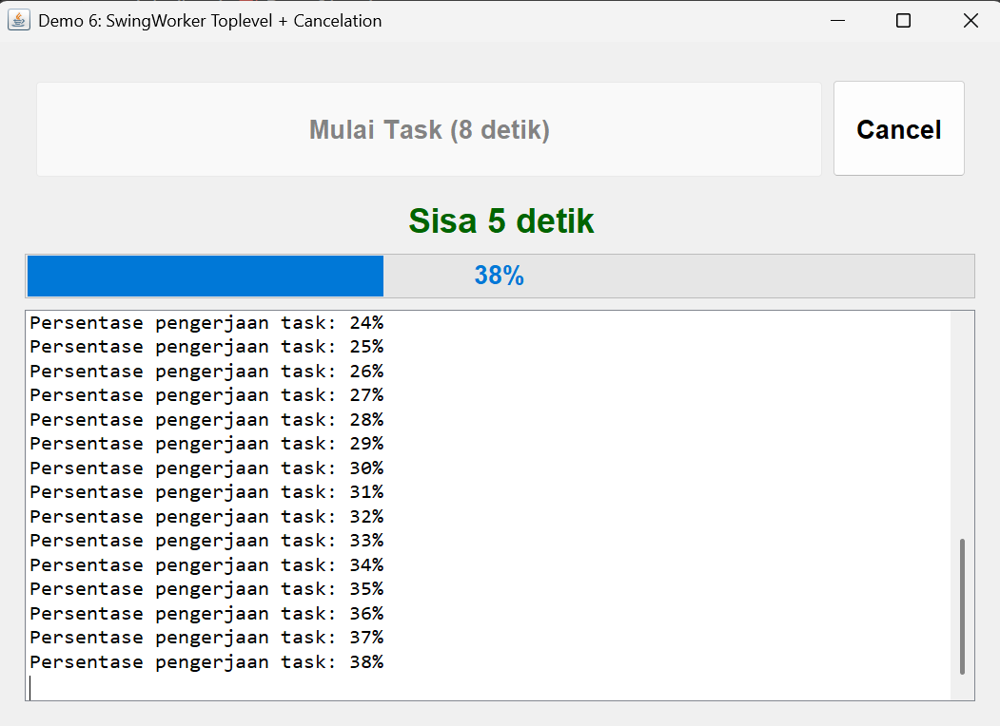 Demo 6: SwingWorker Toplevel + Cancelation
Mulai Task (8 detik)
Cancel
Sisa 5 detik
38%
Persentase pengerjaan task: 24%
Persentase pengerjaan task: 25%
Persentase pengerjaan task: 26%
Persentase pengerjaan task: 27%
Persentase pengerjaan task: 28%
Persentase pengerjaan task: 29%
Persentase pengerjaan task: 30%
Persentase pengerjaan task: 31%
Persentase pengerjaan task: 32%
Persentase pengerjaan task: 33%
Persentase pengerjaan task: 34%
Persentase pengerjaan task: 35%
Persentase pengerjaan task: 36%
Persentase pengerjaan task: 37%
Persentase pengerjaan task: 38%